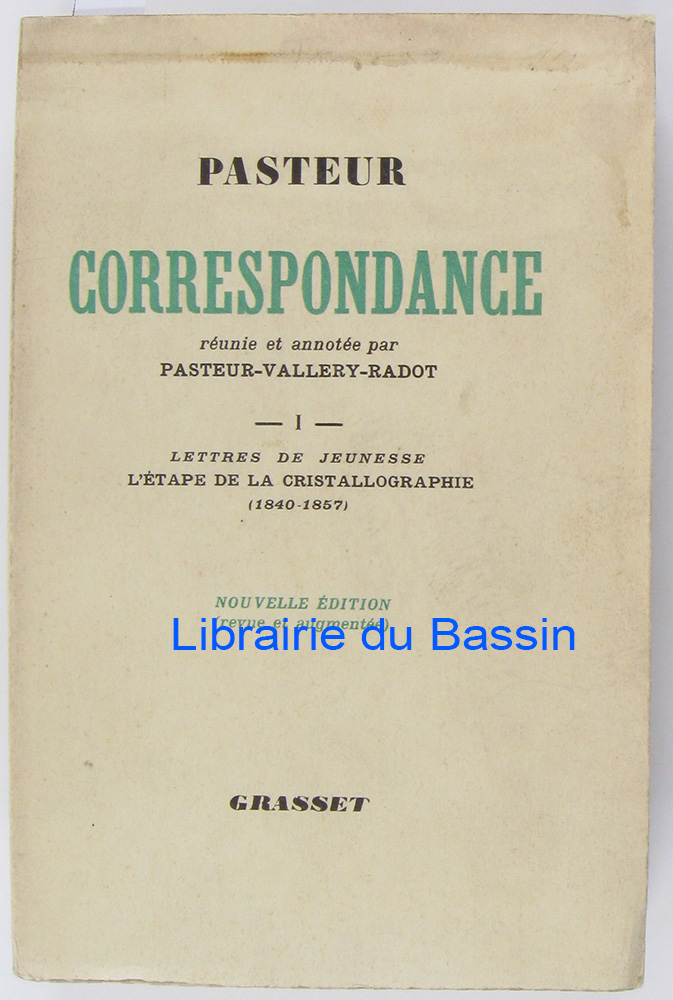 PASTEUR
CORRESPONDANCE
réunie et annotée par
PASTEUR-VALLERY-RADOT
— I —
LETTRES DE JEUNESSE
L'ÉTAPE DE LA CRISTALLOGRAPHIE
(1840-1857)
NOUVELLE ÉDITION
(revue et augmentée)
Librairie du Bassin
GRASSET